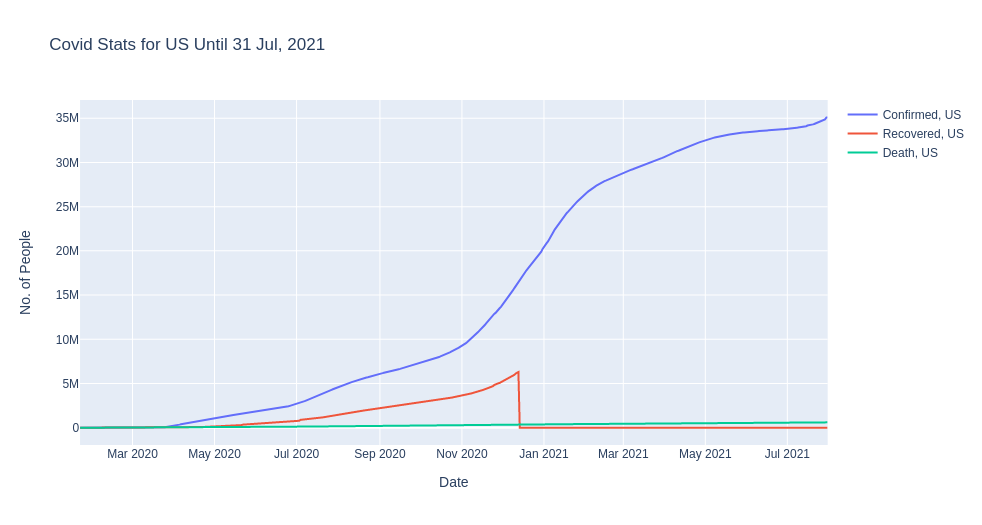 Covid Stats for US Until 31 Jul, 2021
35M
30M
25M
20M
15M
10M
5M
0
No. of People
Mar 2020
May 2020
Jul 2020
Sep 2020
Nov 2020
Jan 2021
Mar 2021
May 2021
Jul 2021
Date
Confirmed, US
Recovered, US
Death, US